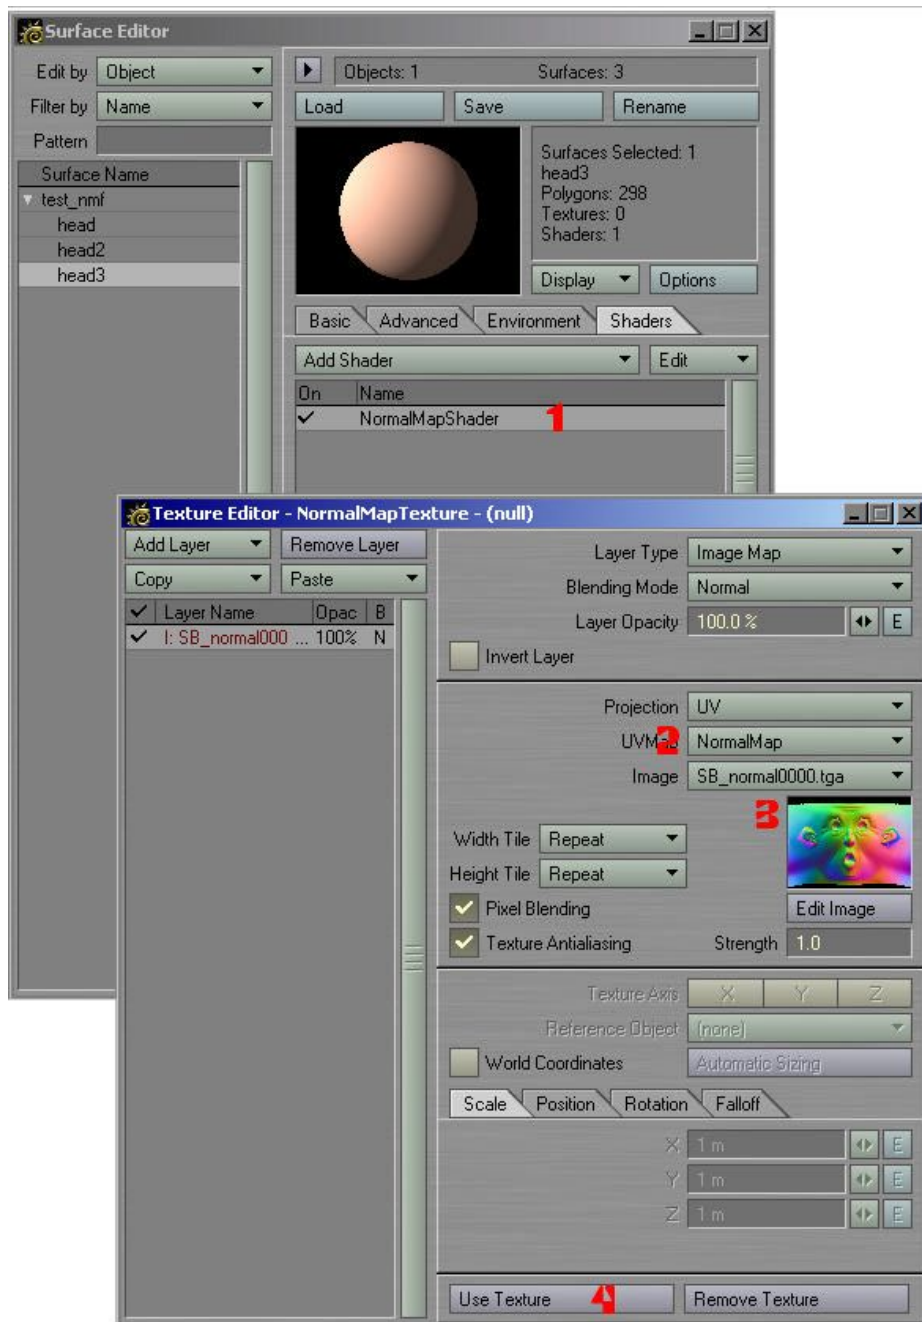 Surface Editor
Edit by Object
Filter by Name
Pattern
Surface Name
test_nmf
head
head2
head3
Objects: 1 Surfaces: 3
Load Save Rename
Surfaces Selected: 1
head3
Polygons: 298
Textures: 0
Shaders: 1
Display Options
Basic Advanced Environment Shaders
Add Shader Edit
On Name
NormalMapShader 1
Texture Editor - NormalMapTexture - (null)
Add Layer Remove Layer
Copy Paste
Layer Name Opac B
I: SB_normal000 ... 100% N
Layer Type Image Map
Blending Mode Normal
Layer Opacity 100.0 % E
Invert Layer
Projection UV
UVMap 2 NormalMap
Image SB_normal0000.tga
3
Width Tile Repeat
Height Tile Repeat
Pixel Blending Edit Image
Texture Antialiasing Strength 1.0
Texture Axis X Y Z
Reference Object (none)
World Coordinates Automatic Sizing
Scale Position Rotation Falloff
X 1 m E
Y 1 m E
Z 1 m E
Use Texture 4 Remove Texture